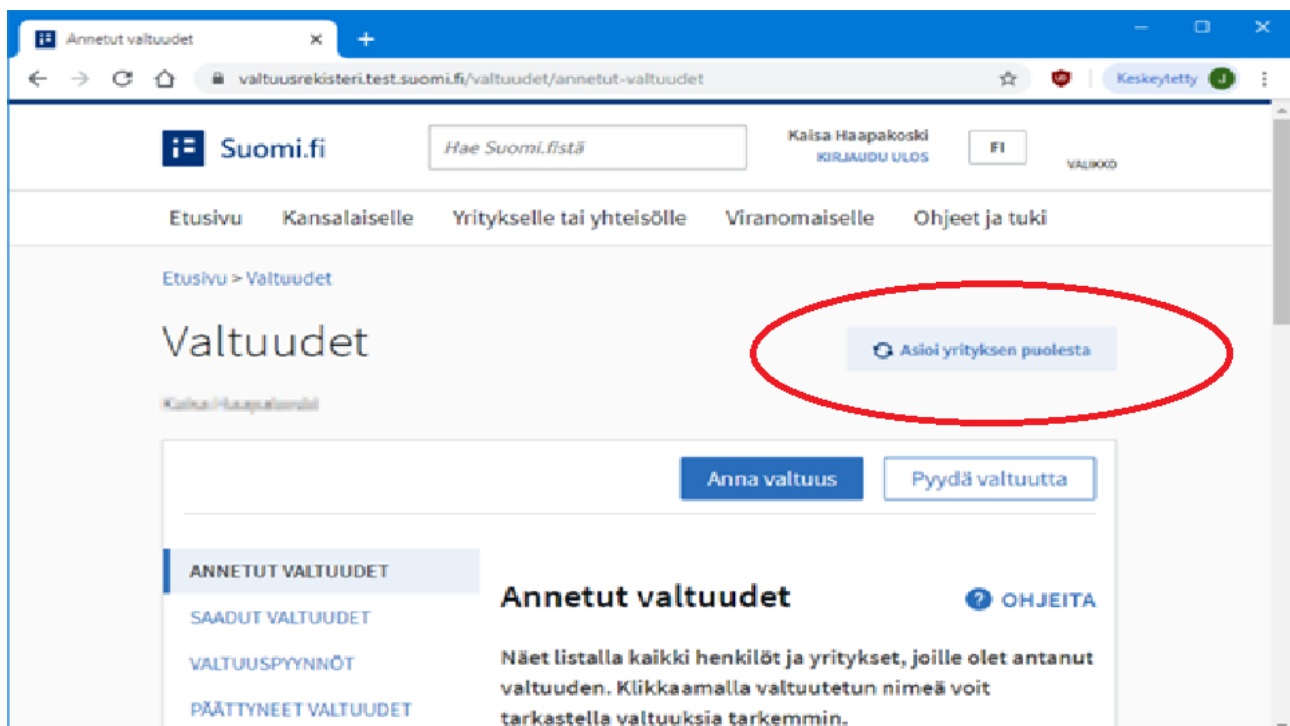 Annetut valtuudet
valtuusrekisteri.test.suomi.fi/valtuudet/annetut-valtuudet
Keskeytetty J
Suomi.fi
Hae Suomi.fistä
Kaisa Haapakoski
KIRJAUDU ULOS
FI
VALIKKO
Etusivu Kansalaiselle Yritykselle tai yhteisölle Viranomaiselle Ohjeet ja tuki
Etusivu > Valtuudet
Valtuudet
Asioi yrityksen puolesta
Anna valtuus Pyydä valtuutta
ANNETUT VALTUUDET
SAADUT VALTUUDET
VALTUUSPYYNNÖT
PÄÄTTYNEET VALTUUDET
Annetut valtuudet
? OHJEITA
Näet listalla kaikki henkilöt ja yritykset, joille olet antanut
valtuuden. Klikkaamalla valtuutetun nimeä voit
tarkastella valtuuksia tarkemmin.